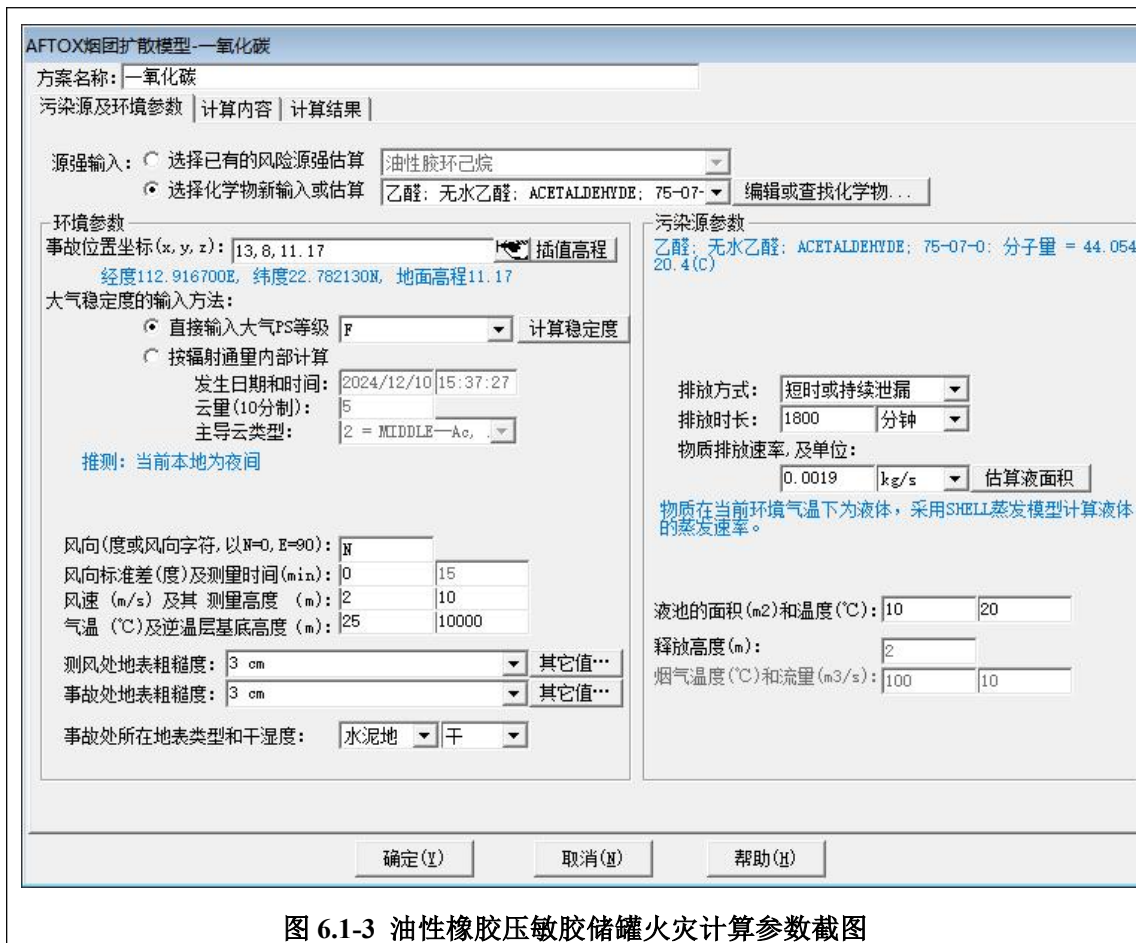 AFTOX烟团扩散模型-一氧化碳
方案名称: 一氧化碳
污染源及环境参数 计算内容 计算结果
源强输入: 选择已有的风险源强估算 油性胶环己烷
选择化学物新输入或估算 乙醛; 无水乙醛; ACETALDEHYDE; 75-07- 编辑或查找化学物...
环境参数
事故位置坐标(x,y,z): 13,8,11.17 插值高程
经度112.916700E, 纬度22.782130N, 地面高程11.17
大气稳定度的输入方法:
直接输入大气PS等级 F 计算稳定度
按辐射通量内部计算
发生日期和时间: 2024/12/10 15:37:27
云量(10分制): 5
主导云类型: 2 = MIDDLE—Ac, .
推测: 当前本地为夜间
风向(度或风向字符,以N=0,E=90): N
风向标准差(度)及测量时间(min): 0 15
风速 (m/s) 及其 测量高度 (m): 2 10
气温 (℃)及逆温层基底高度 (m): 25 10000
测风处地表粗糙度: 3 cm 其它值…
事故处地表粗糙度: 3 cm 其它值…
事故处所在地表类型和干湿度: 水泥地 干
污染源参数
乙醛; 无水乙醛; ACETALDEHYDE; 75-07-0: 分子量 = 44.054
20.4(C)
排放方式: 短时或持续泄漏
排放时长: 1800 分钟
物质排放速率,及单位:
0.0019 kg/s 估算液面积
物质在当前环境气温下为液体，采用SHELL蒸发模型计算液体
的蒸发速率。
液池的面积(m2)和温度(℃): 10 20
释放高度(m): 2
烟气温度(℃)和流量(m3/s): 100 10
确定(Y) 取消(N) 帮助(H)
图 6.1-3 油性橡胶压敏胶储罐火灾计算参数截图